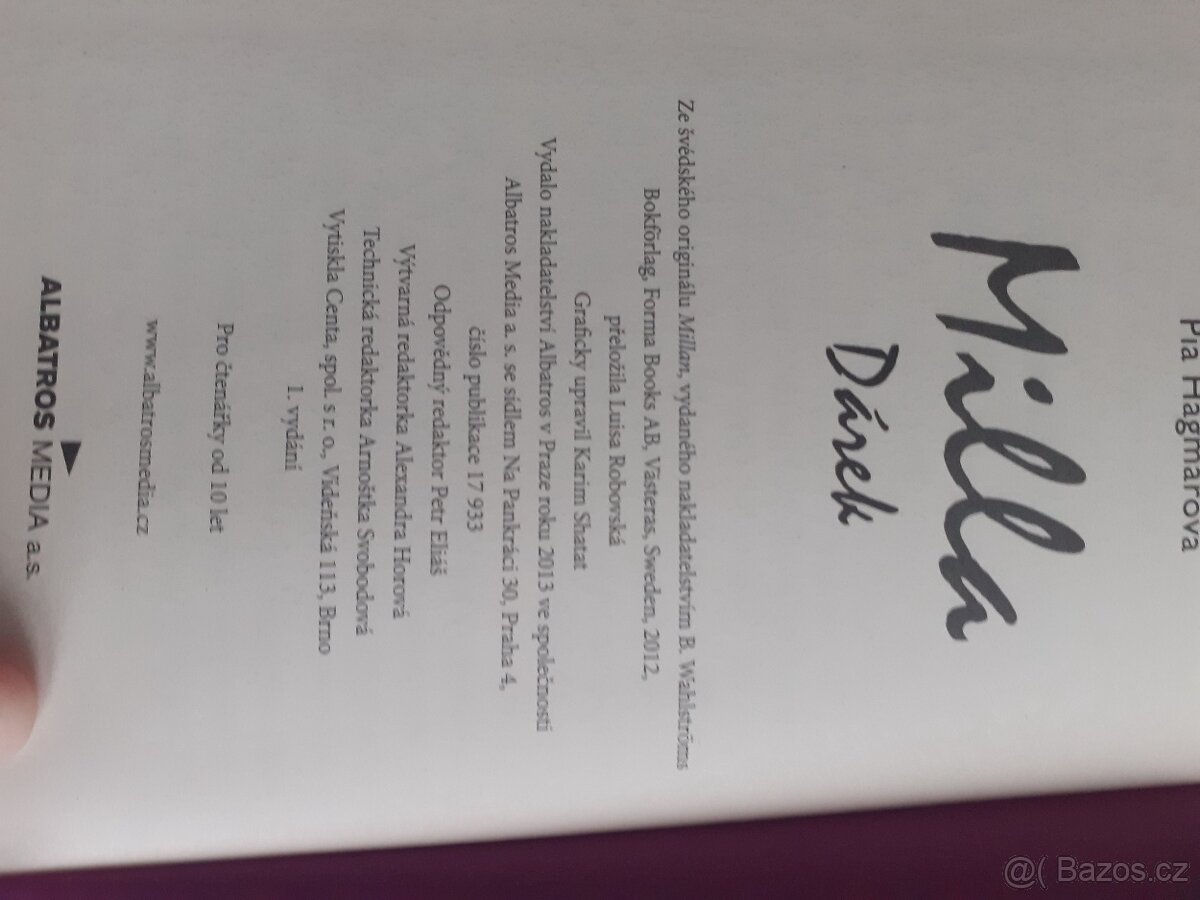 Pia Hagmarová
Milla
Dárek
Ze švédského originálu Millan, vydaného nakladatelstvím B. Wahlströms
Bokförlag, Forma Books AB, Västeras, Sweden, 2012,
přeložila Luisa Robovská
Graficky upravil Karim Shatat
Vydalo nakladatelství Albatros v Praze roku 2013 ve společnosti
Albatros Media a. s. se sídlem Na Pankráci 30, Praha 4,
číslo publikace 17 933
Odpovědný redaktor Petr Eliáš
Výtvarná redaktorka Alexandra Horová
Technická redaktorka Arnoštka Svobodová
Vytiskla Centa, spol. s r. o., Vídeňská 113, Brno
1. vydání
Pro čtenářky od 10 let
www.albatrosmedia.cz
ALBATROS MEDIA a.s.
@( Bazos.cz